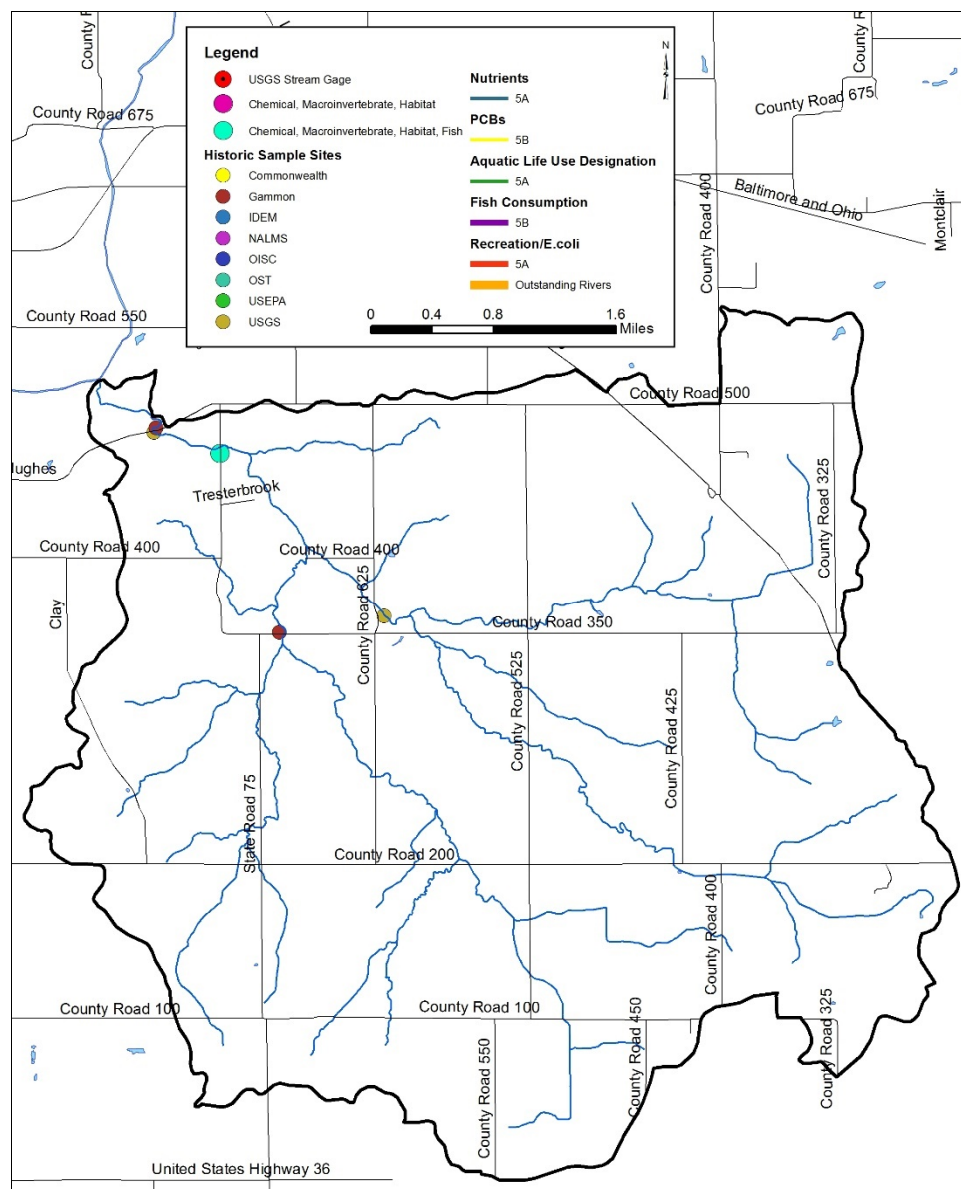 County R
County R
County Road 675
County Road 675
Legend
USGS Stream Gage
Chemical, Macroinvertebrate, Habitat
Chemical, Macroinvertebrate, Habitat, Fish
Historic Sample Sites
Commonwealth
Gammon
IDEM
NALMS
OISC
OST
USEPA
USGS
N
Nutrients
5A
PCBs
5B
Aquatic Life Use Designation
5A
Fish Consumption
5B
Recreation/E.coli
5A
Outstanding Rivers
0 0.4 0.8 1.6
Miles
County Road 400
Baltimore and Ohio
Montclair
County Road 550
County Road 500
Hughes
Tresterbrook
County Road 325
County Road 400
County Road 400
Clay
County Road 625
County Road 350
County Road 525
County Road 425
State Road 75
County Road 200
County Road 400
County Road 100
County Road 100
County Road 550
County Road 450
County Road 325
United States Highway 36